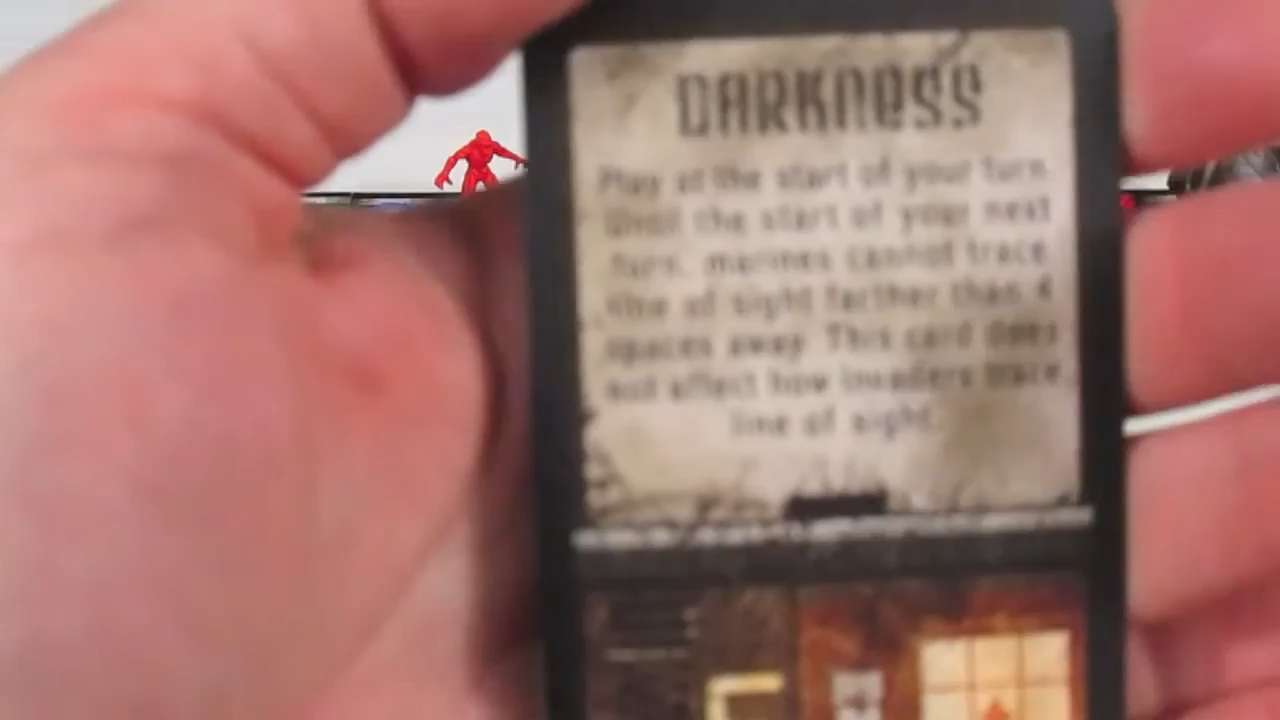 DARKNESS
Play at the start of your turn.
Until the start of your next
turn, marines cannot trace
line of sight farther than 4
spaces away. This card does
not affect how invaders trace
line of sight.